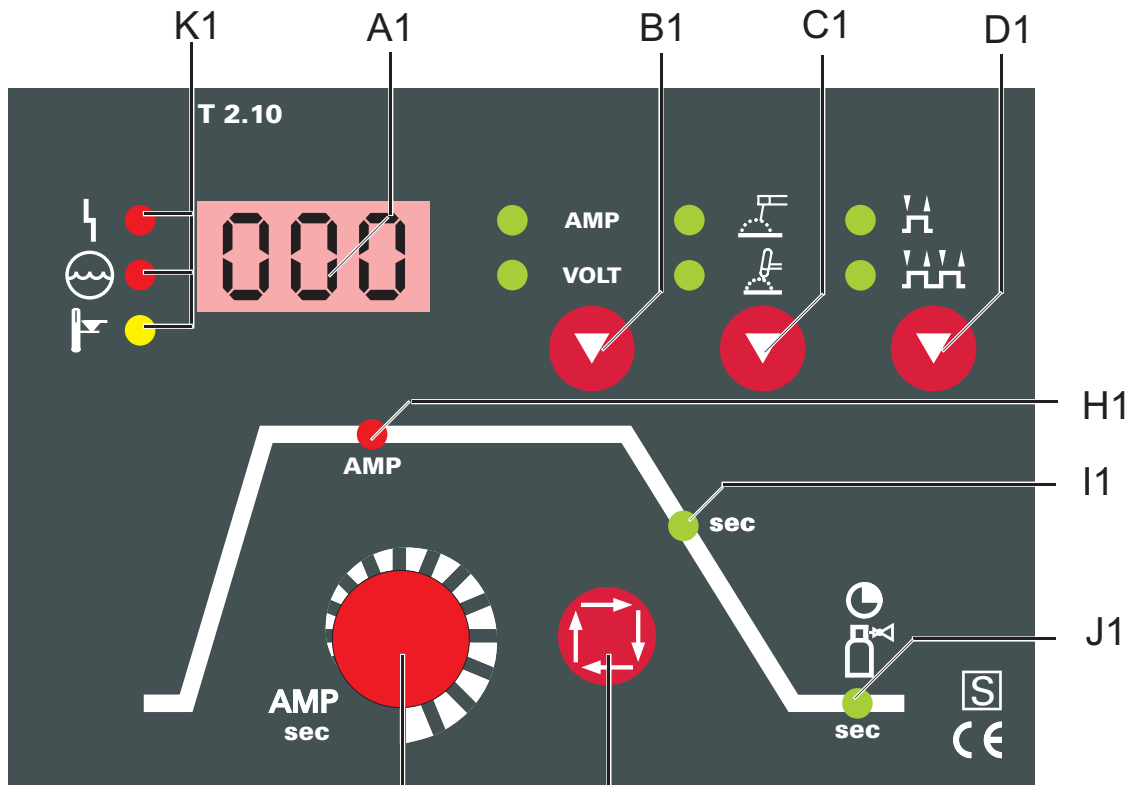 K1 A1 B1 C1 D1
T 2.10
000 AMP
VOLT
H1
AMP
I1
sec
J1
AMP
sec
sec
S
CE